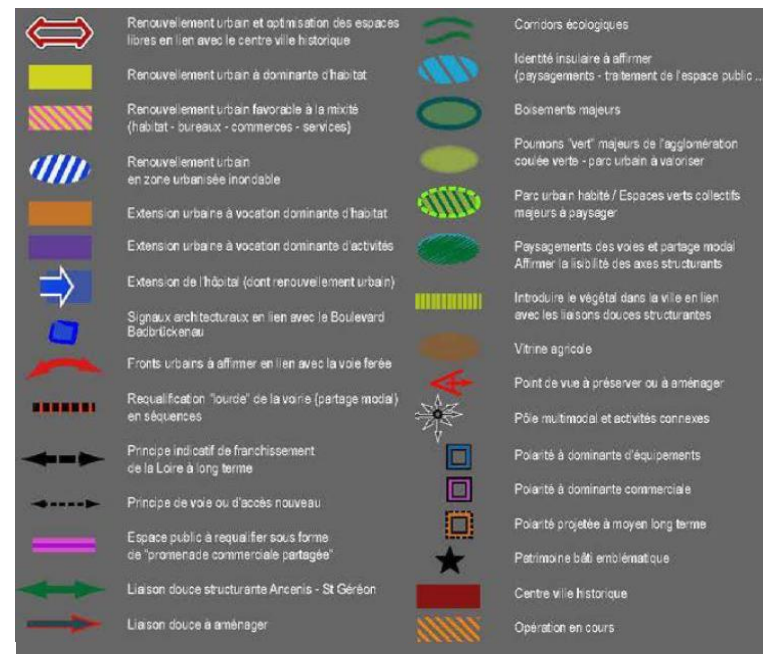 Renouvellement urbain et optimisation des espaces
libres en lien avec le centre ville historique
Renouvellement urbain à dominante d'habitat
Renouvellement urbain favorable à la mixité
(habitat - bureaux - commerces - services)
Renouvellement urbain
en zone urbanisée inondable
Extension urbaine à vocation dominante d'habitat
Extension urbaine à vocation dominante d'activités
Extension de l'hôpital (dont renouvellement urbain)
Signaux architecturaux en lien avec le Boulevard
Badbrückenau
Fronts urbains à affirmer en lien avec la voie ferée
Requalification "lourde" de la voirie (partage modal)
en séquences
Principe indicatif de franchissement
de la Loire à long terme
Principe de voie ou d'accès nouveau
Espace public à requalifier sous forme
de "promenade commerciale partagée"
Liaison douce structurante Ancenis - St Géréon
Liaison douce à aménager
Corridors écologiques
Identité insulaire à affirmer
(paysagements - traitement de l'espace public ...
Boisements majeurs
Poumons "vert" majeurs de l'agglomération
coulée verte - parc urbain à valoriser
Parc urbain habité / Espaces verts collectifs
majeurs à paysager
Paysagements des voies et partage modal
Affirmer la lisibilité des axes structurants
Introduire le végétal dans la ville en lien
avec les liaisons douces structurantes
Vitrine agricole
Point de vue à préserver ou à aménager
Pôle multimodal et activités connexes
Polarité à dominante d'équipements
Polarité à dominante commerciale
Polarité projetée à moyen long terme
Patrimoine bâti emblématique
Centre ville historique
Opération en cours